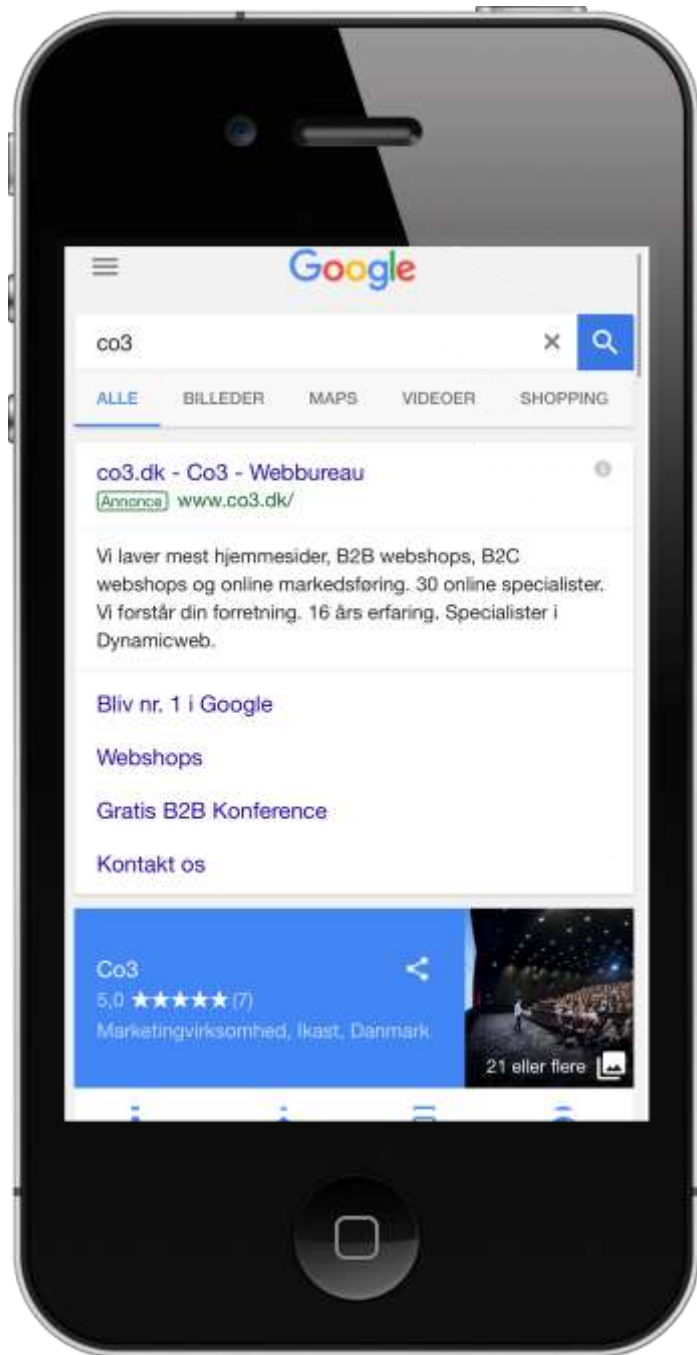 Google
co3
ALLE BILLEDER MAPS VIDEOER SHOPPING
co3.dk - Co3 - Webbureau
Annonce www.co3.dk/
Vi laver mest hjemmesider, B2B webshops, B2C
webshops og online markedsføring. 30 online specialister.
Vi forstår din forretning. 16 års erfaring. Specialister i
Dynamicweb.
Bliv nr. 1 i Google
Webshops
Gratis B2B Konference
Kontakt os
Co3
5,0 ★★★★★ (7)
Marketingvirksomhed, Ikast, Danmark
21 eller flere